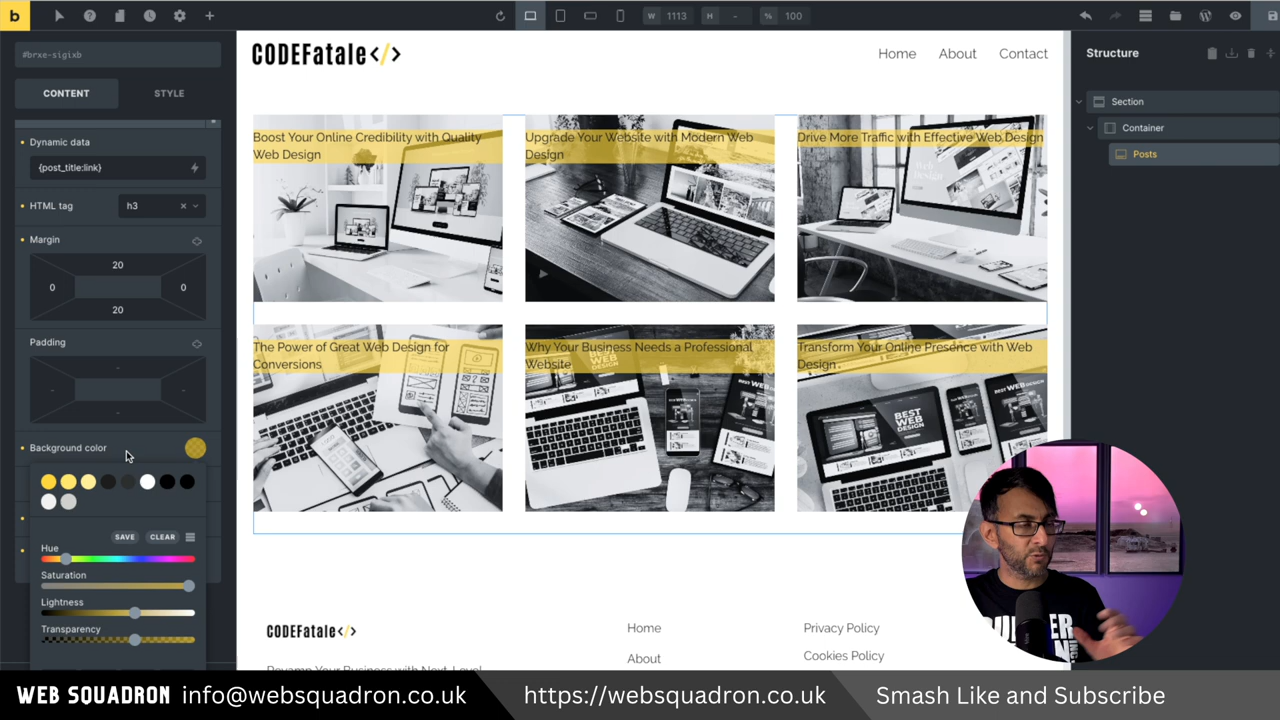 b
W 1113 H - % 100
#brxe-sigixb
CONTENT STYLE
Dynamic data
{post_title:link}
HTML tag h3
Margin
20
0 0
20
Padding
-
- -
-
Background color
SAVE CLEAR
Hue
Saturation
Lightness
Transparency
CODEFatale</>
Home About Contact
Boost Your Online Credibility with Quality
Web Design
Upgrade Your Website with Modern Web
Design
Drive More Traffic with Effective Web Design
The Power of Great Web Design for
Conversions
Why Your Business Needs a Professional
Website
Transform Your Online Presence with Web
Design
BEST
WEB
DESIGN
BEST
WEB
DESIGN
CODEFatale</>
Home
About
Privacy Policy
Cookies Policy
Structure
Section
Container
Posts
WEB SQUADRON info@websquadron.co.uk https://websquadron.co.uk Smash Like and Subscribe